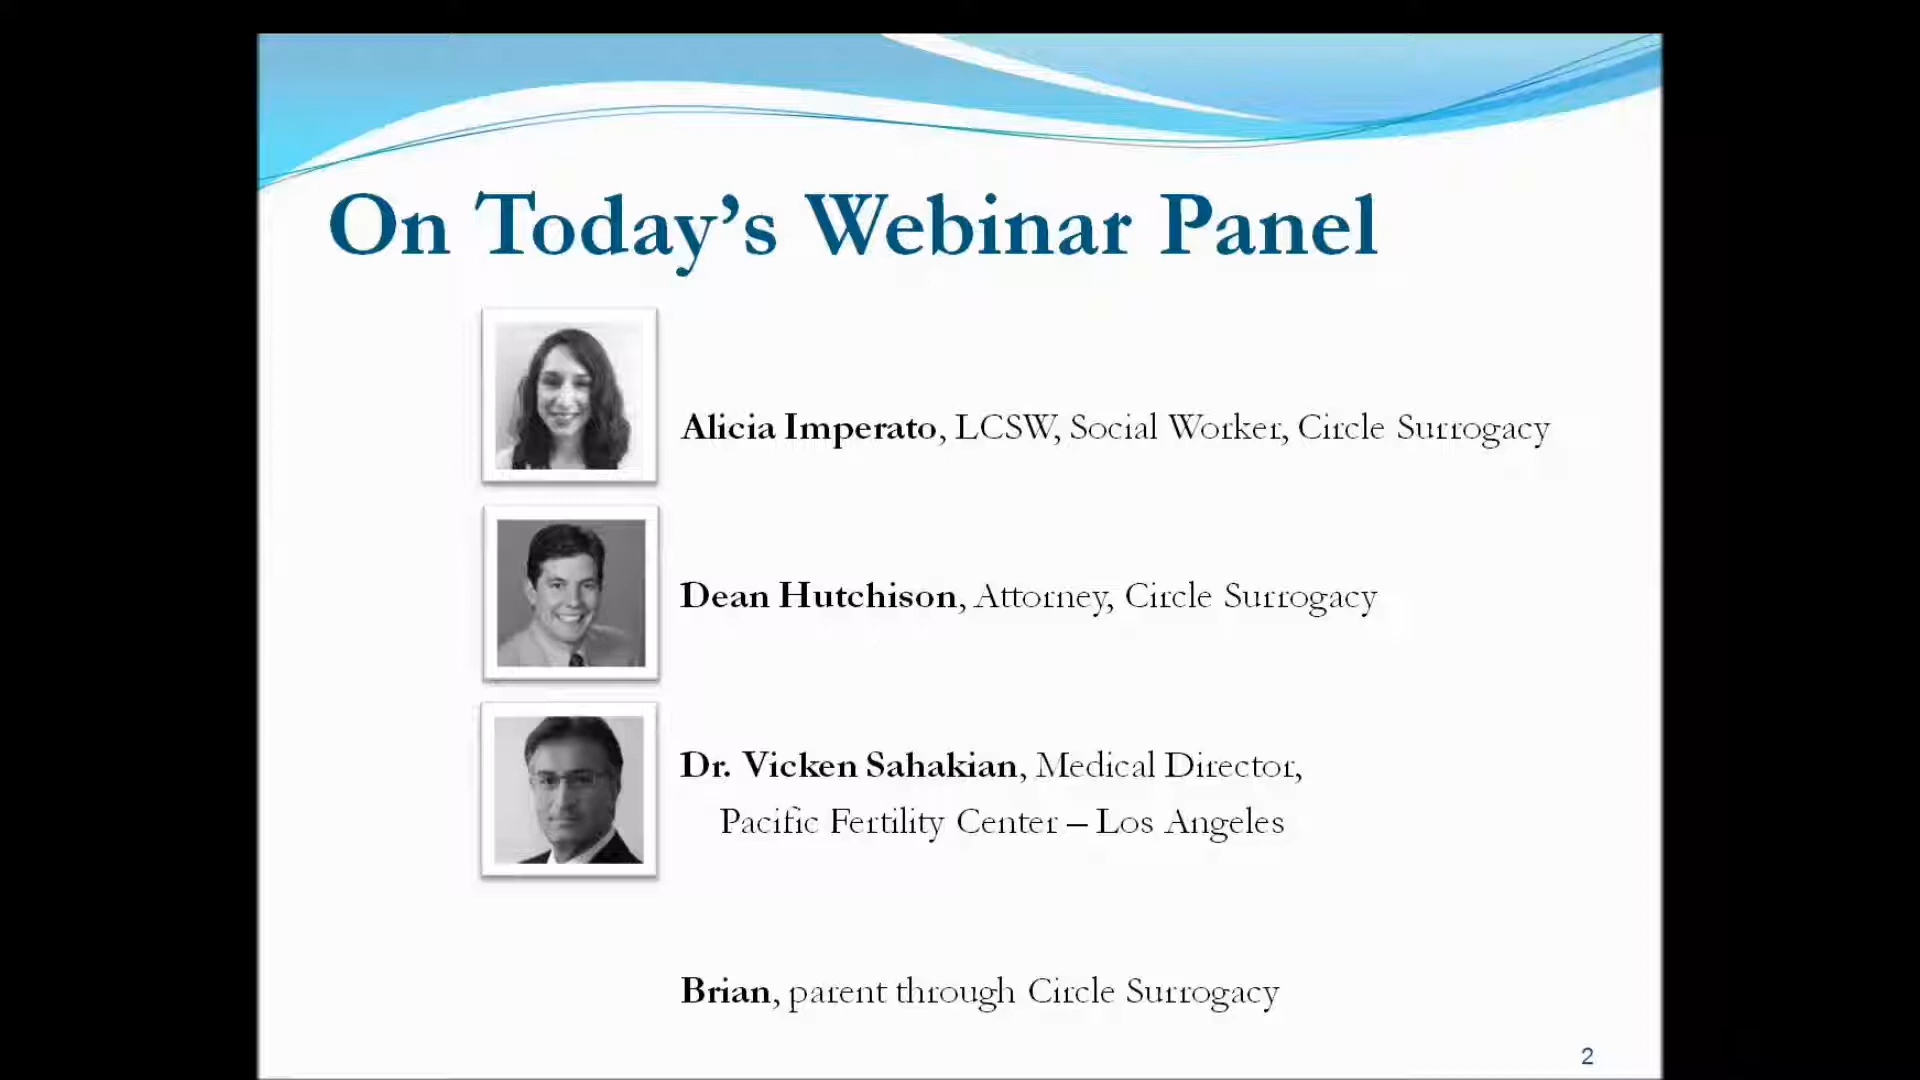 On Today’s Webinar Panel
Alicia Imperato, LCSW, Social Worker, Circle Surrogacy
Dean Hutchison, Attorney, Circle Surrogacy
Dr. Vicken Sahakian, Medical Director,
Pacific Fertility Center – Los Angeles
Brian, parent through Circle Surrogacy
2